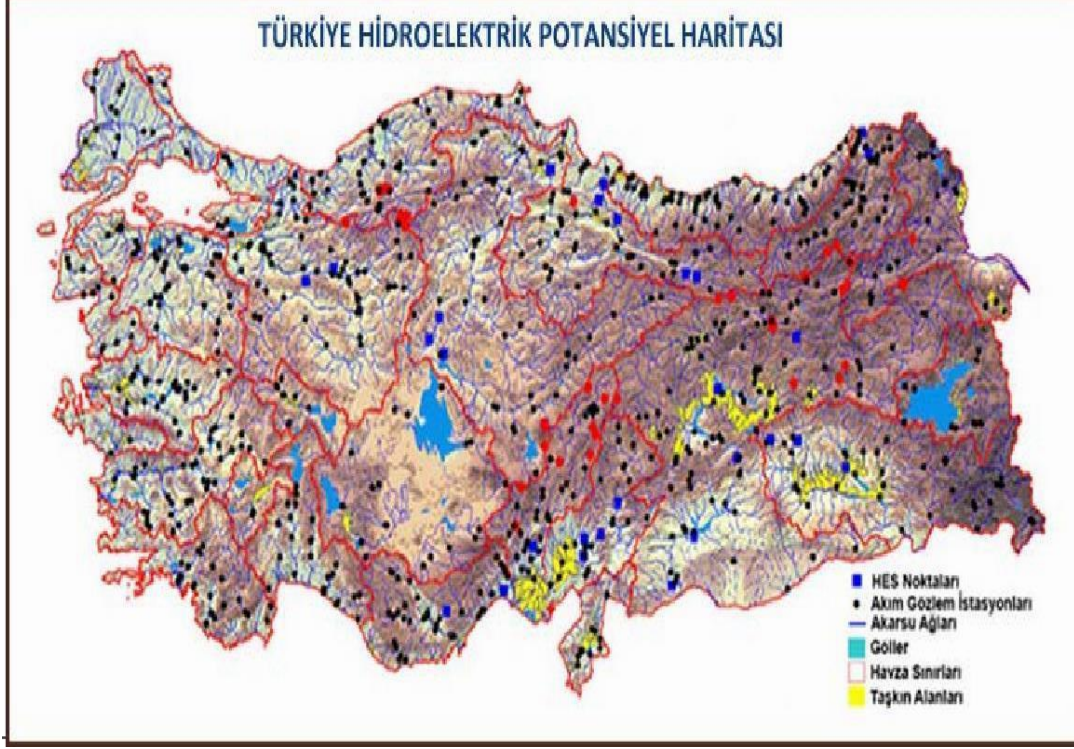 TÜRKİYE HİDROELEKTRİK POTANSİYEL HARİTASI
HES Noktaları
Akım Gözlem İstasyonları
Akarsu Ağları
Göller
Havza Sınırları
Taşkın Alanları